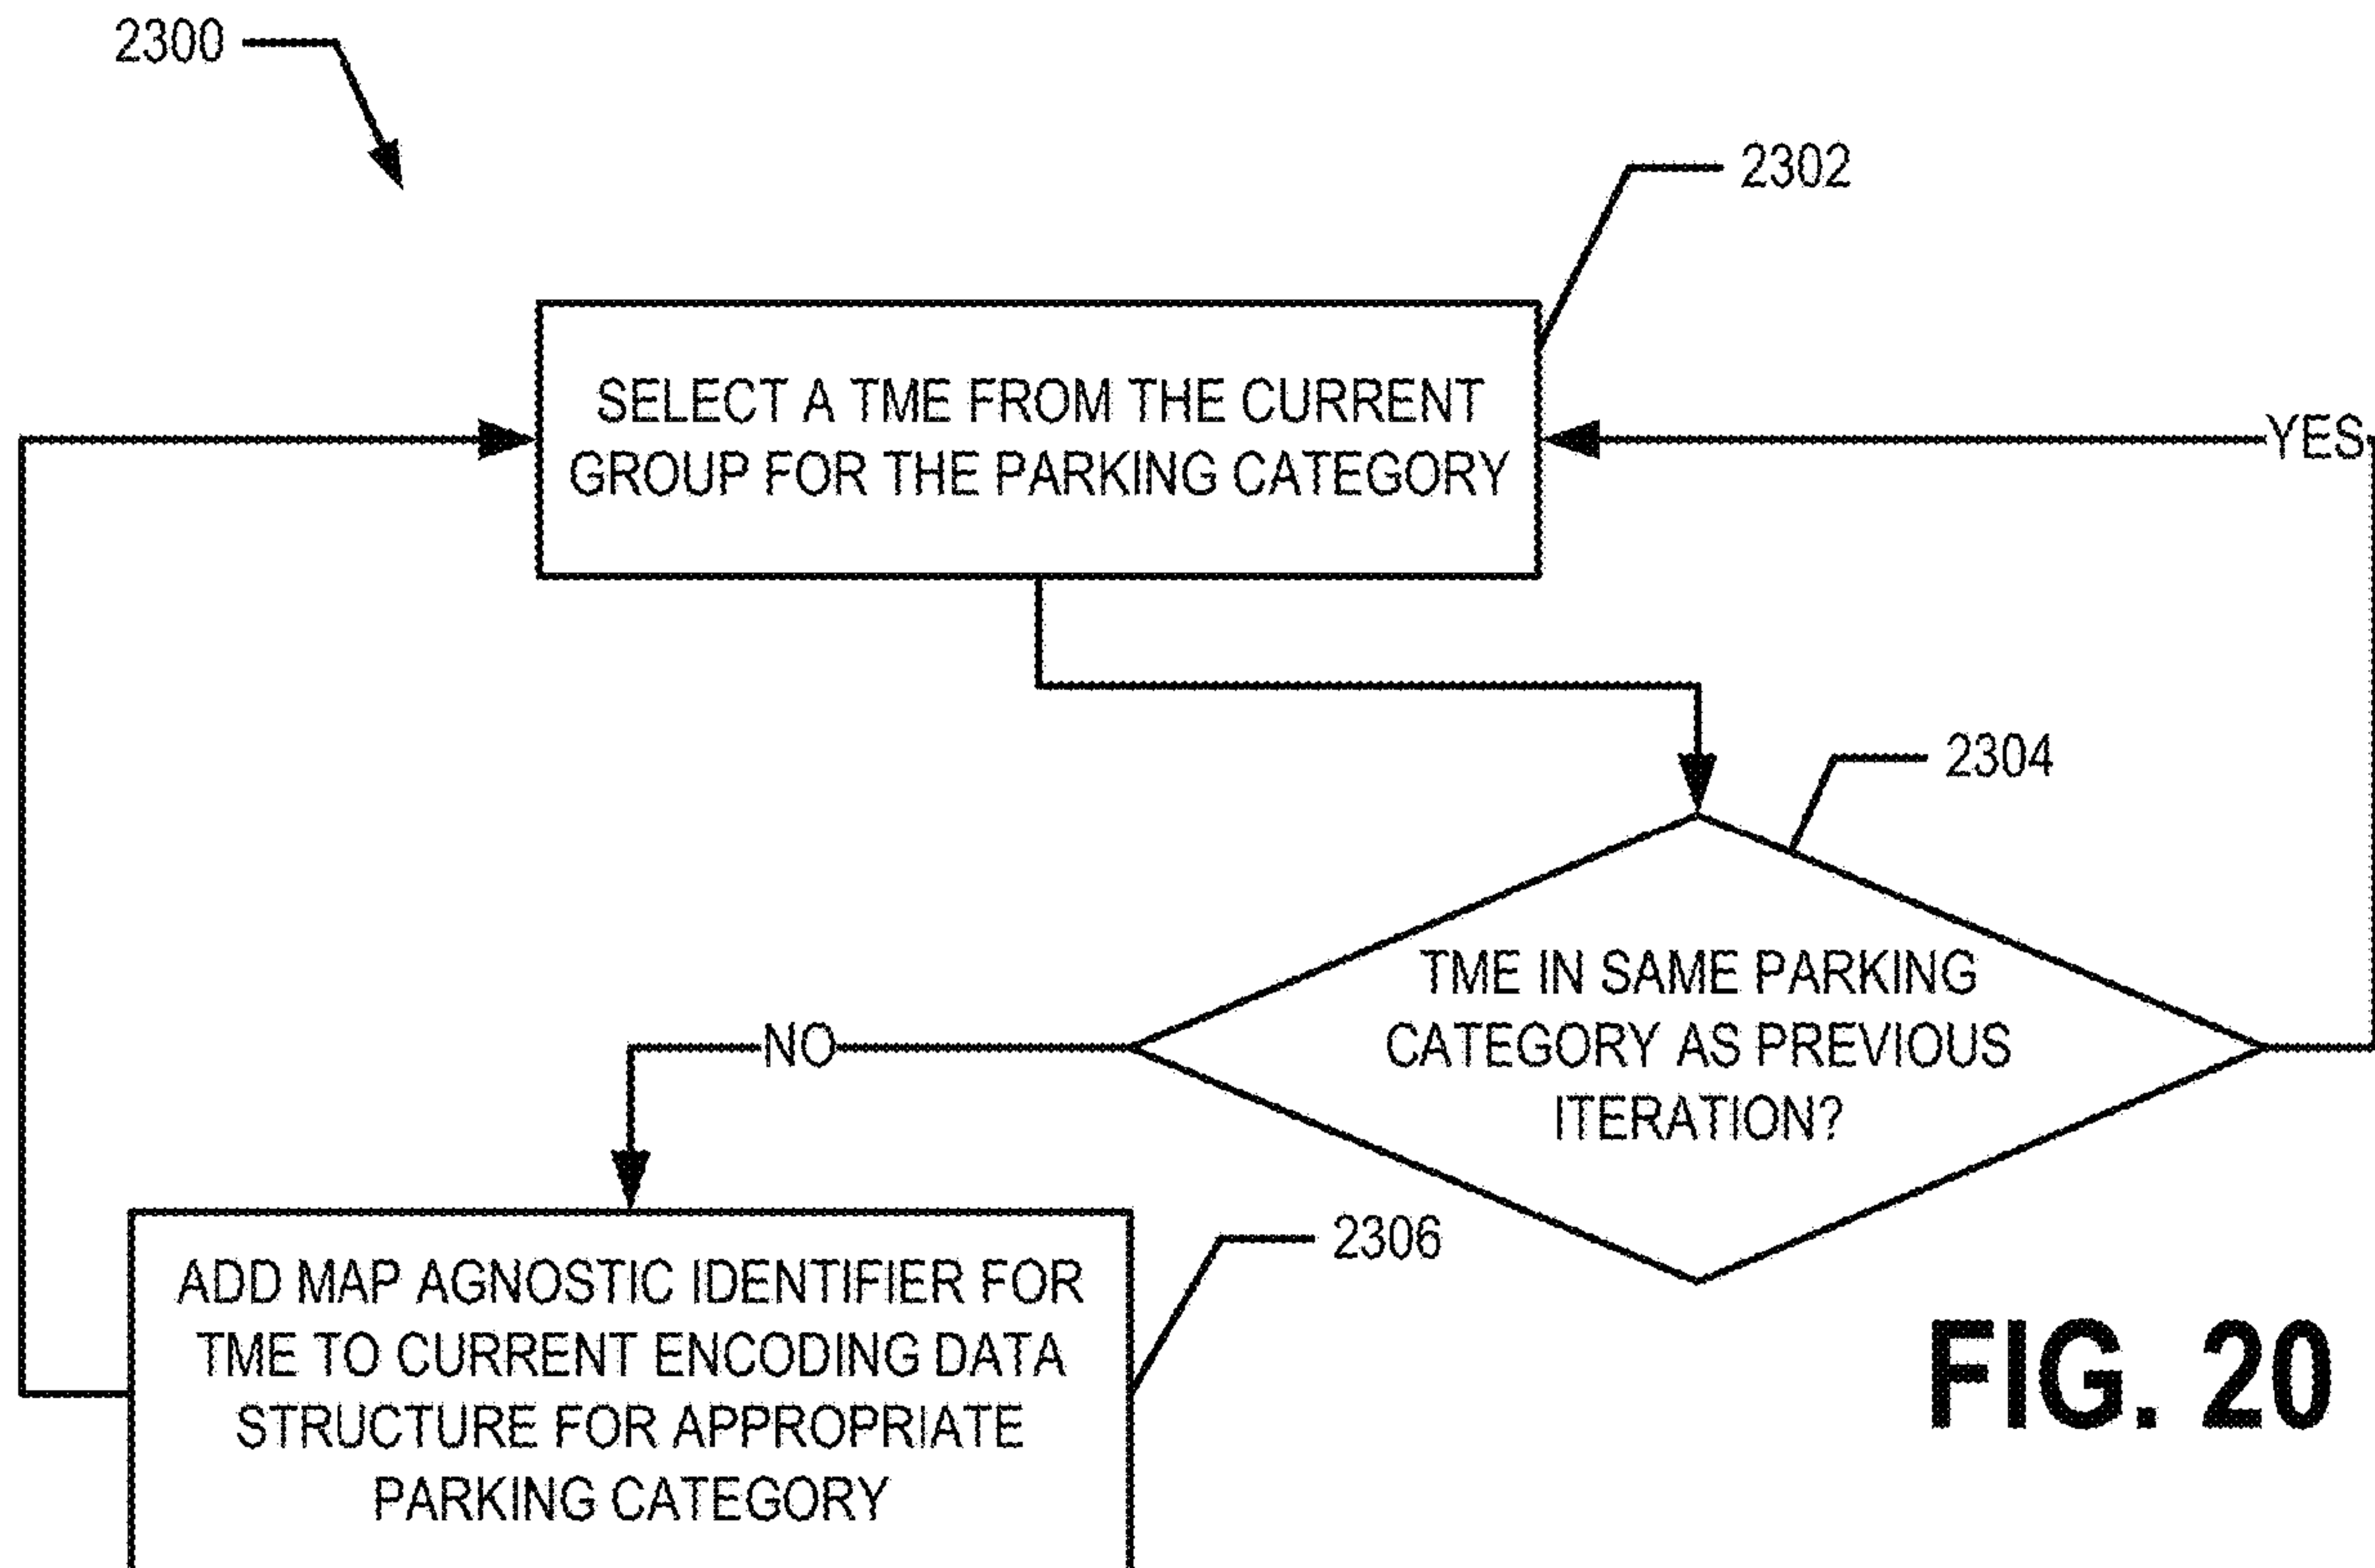 2300
2302
SELECT A TME FROM THE CURRENT
GROUP FOR THE PARKING CATEGORY
YES
2304
TME IN SAME PARKING
CATEGORY AS PREVIOUS
ITERATION?
NO
2306
ADD MAP AGNOSTIC IDENTIFIER FOR
TME TO CURRENT ENCODING DATA
STRUCTURE FOR APPROPRIATE
PARKING CATEGORY
FIG. 20